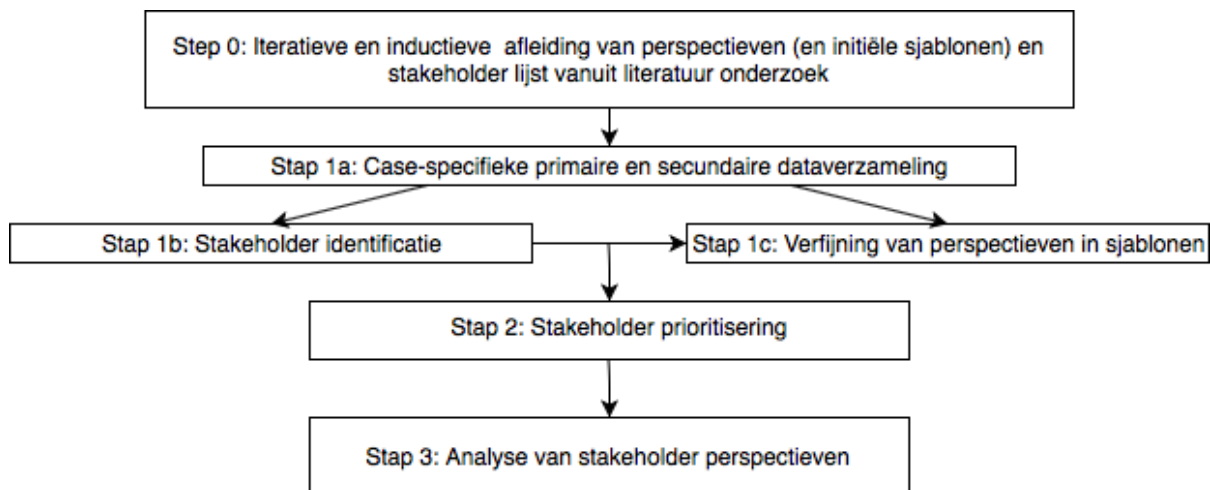 Step 0: Iteratieve en inductieve afleiding van perspectieven (en initiële sjablonen) en
stakeholder lijst vanuit literatuur onderzoek
Stap 1a: Case-specifieke primaire en secundaire dataverzameling
Stap 1b: Stakeholder identificatie
Stap 1c: Verfijning van perspectieven in sjablonen
Stap 2: Stakeholder prioritisering
Stap 3: Analyse van stakeholder perspectieven